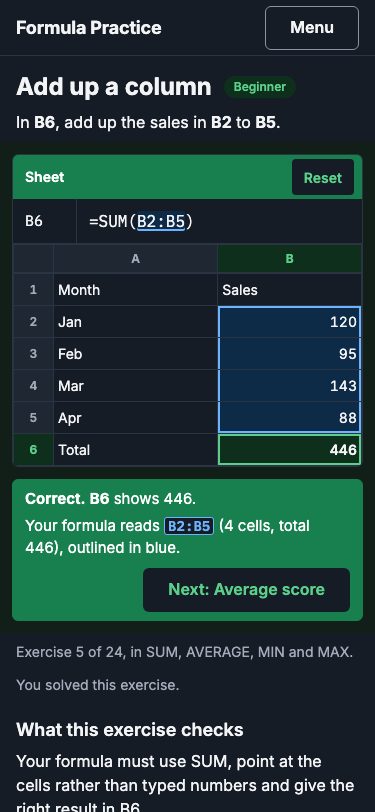 Formula Practice
Menu
Add up a column Beginner
In B6, add up the sales in B2 to B5.
Sheet
Reset
B6 =SUM(B2:B5)
A B
1 Month Sales
2 Jan 120
3 Feb 95
4 Mar 143
5 Apr 88
6 Total 446
Correct. B6 shows 446.
Your formula reads B2:B5 (4 cells, total
446), outlined in blue.
Next: Average score
Exercise 5 of 24, in SUM, AVERAGE, MIN and MAX.
You solved this exercise.
What this exercise checks
Your formula must use SUM, point at the
cells rather than typed numbers and give the
right result in B6.